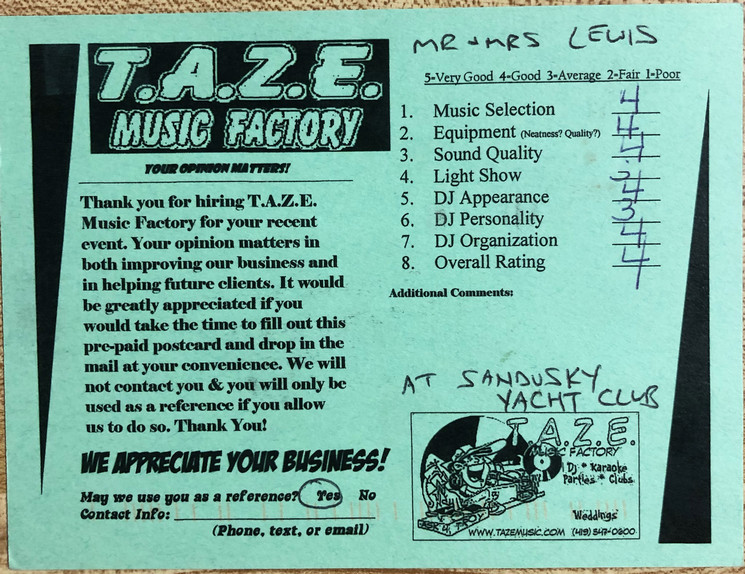 T.A.Z.E.
MUSIC FACTORY
YOUR OPINION MATTERS!
Thank you for hiring T.A.Z.E.
Music Factory for your recent
event. Your opinion matters in
both improving our business and
in helping future clients. It would
be greatly appreciated if you
would take the time to fill out this
pre-paid postcard and drop in the
mail at your convenience. We will
not contact you & you will only be
used as a reference if you allow
us to do so. Thank You!
WE APPRECIATE YOUR BUSINESS!
May we use you as a reference? Yes No
Contact Info:
(Phone, text, or email)
MR & MRS LEWIS
5-Very Good 4-Good 3-Average 2-Fair 1-Poor
1. Music Selection 4
2. Equipment (Neatness? Quality?) 4
3. Sound Quality 4
4. Light Show 3
5. DJ Appearance 4
6. DJ Personality 3
7. DJ Organization 4
8. Overall Rating 4
Additional Comments:
AT SANDUSKY
YACHT CLUB
T.A.Z.E.
MUSIC FACTORY
Dj * Karaoke
Parties * Clubs
Weddings
WWW.TAZEMUSIC.COM (419) 547-0600